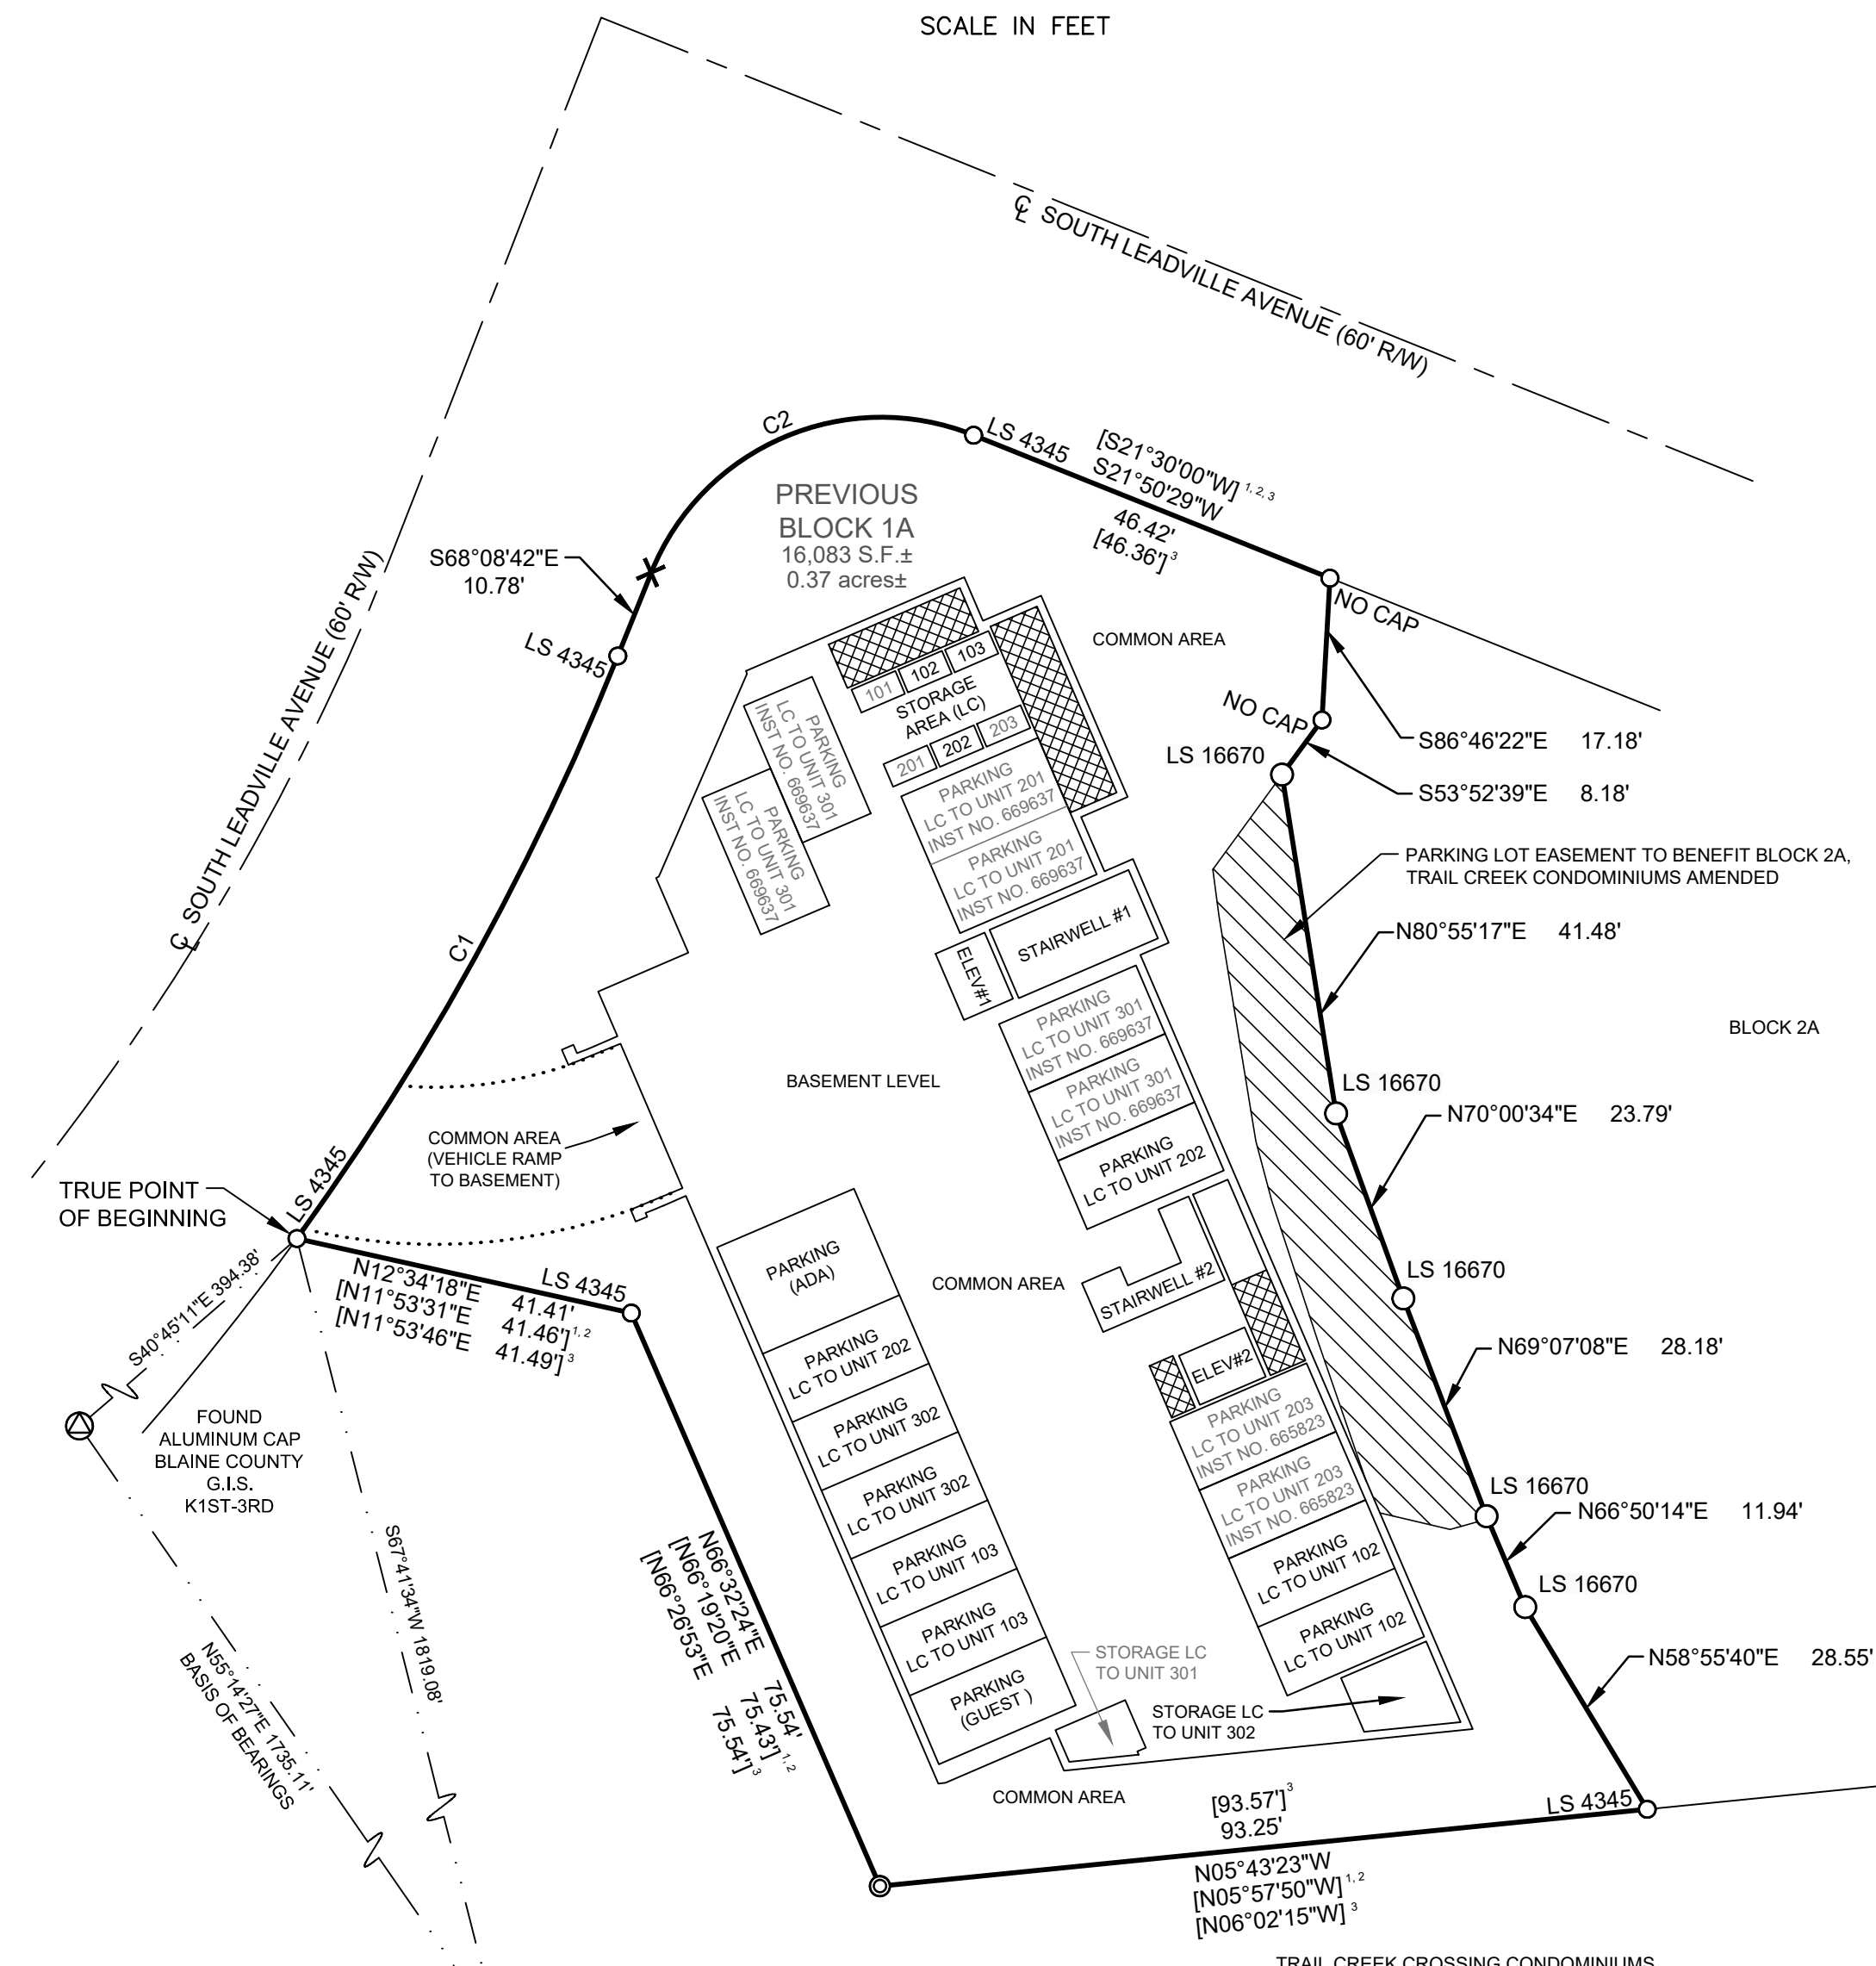 SCALE IN FEET
℄ SOUTH LEADVILLE AVENUE (60' R/W)
℄ SOUTH LEADVILLE AVENUE (60' R/W)
C2
LS 4345
[S21°30'00"W] 1, 2, 3
S21°50'29"W
46.42'
[46.36'] 3
PREVIOUS
BLOCK 1A
16,083 S.F.±
0.37 acres±
S68°08'42"E
10.78'
LS 4345
NO CAP
COMMON AREA
NO CAP
LS 16670
S86°46'22"E 17.18'
S53°52'39"E 8.18'
101
102
103
STORAGE
AREA (LC)
201
202
203
PARKING
LC TO UNIT 301
INST NO. 669637
PARKING
LC TO UNIT 301
INST NO. 669637
PARKING
LC TO UNIT 201
INST NO. 669637
PARKING
LC TO UNIT 201
INST NO. 669637
PARKING LOT EASEMENT TO BENEFIT BLOCK 2A,
TRAIL CREEK CONDOMINIUMS AMENDED
N80°55'17"E 41.48'
C1
STAIRWELL #1
ELEV#1
PARKING
LC TO UNIT 301
INST NO. 669637
PARKING
LC TO UNIT 301
INST NO. 669637
PARKING
LC TO UNIT 202
BLOCK 2A
BASEMENT LEVEL
LS 16670
N70°00'34"E 23.79'
COMMON AREA
(VEHICLE RAMP
TO BASEMENT)
LS 4345
TRUE POINT
OF BEGINNING
S40°45'11"E 394.38'
N12°34'18"E 41.41'
[N11°53'31"E 41.46'] 1, 2
[N11°53'46"E 41.49'] 3
LS 4345
PARKING
(ADA)
COMMON AREA
STAIRWELL #2
LS 16670
N69°07'08"E 28.18'
ELEV#2
PARKING
LC TO UNIT 202
PARKING
LC TO UNIT 302
PARKING
LC TO UNIT 302
PARKING
LC TO UNIT 103
PARKING
LC TO UNIT 103
PARKING
(GUEST )
PARKING
LC TO UNIT 203
INST NO. 665823
PARKING
LC TO UNIT 203
INST NO. 665823
PARKING
LC TO UNIT 102
PARKING
LC TO UNIT 102
FOUND
ALUMINUM CAP
BLAINE COUNTY
G.I.S.
K1ST-3RD
LS 16670
N66°50'14"E 11.94'
LS 16670
N58°55'40"E 28.55'
S67°41'34"W 1819.08'
N55°14'27"E 1735.11'
BASIS OF BEARINGS
N66°32'24"E 75.54'
[N66°19'20"E 75.43'] 1, 2
[N66°26'53"E 75.54'] 3
STORAGE LC
TO UNIT 301
STORAGE LC
TO UNIT 302
COMMON AREA
[93.57'] 3
93.25'
LS 4345
N05°43'23"W
[N05°57'50"W] 1, 2
[N06°02'15"W] 3
TRAIL CREEK CROSSING CONDOMINIUMS